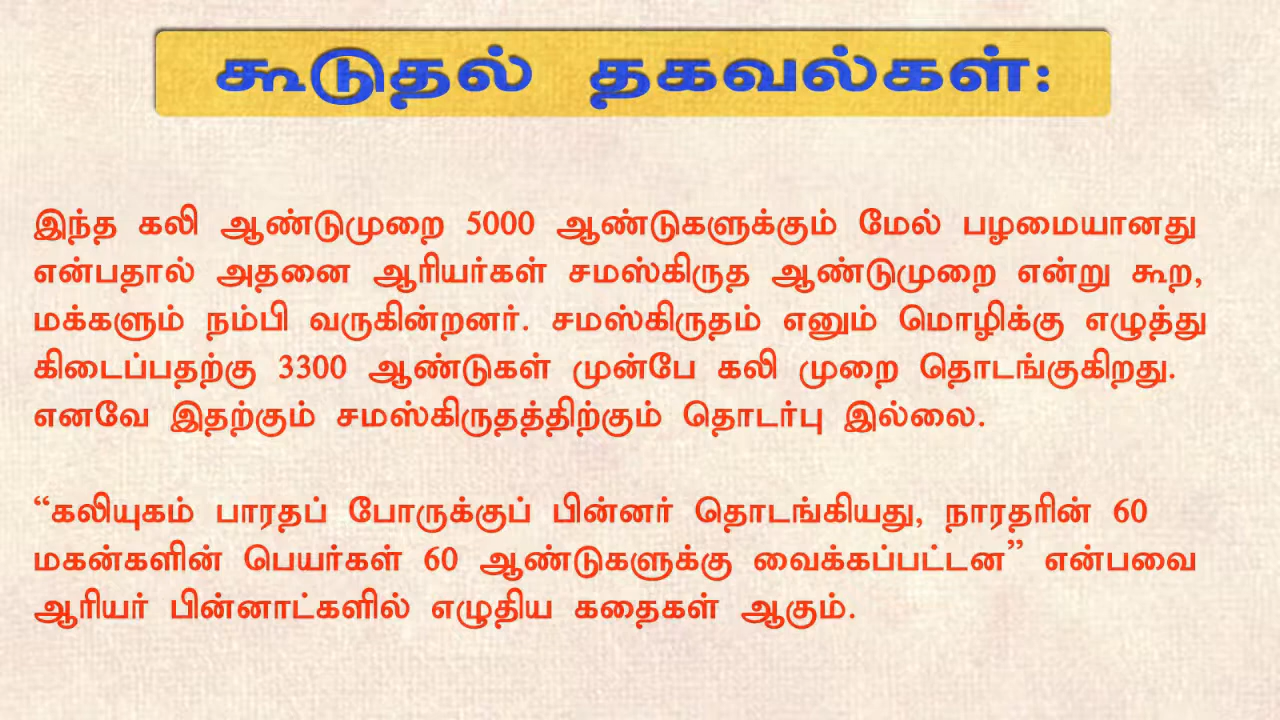 கூடுதல் தகவல்கள்:
இந்த கலி ஆண்டுமுறை 5000 ஆண்டுகளுக்கும் மேல் பழமையானது
என்பதால் அதனை ஆரியர்கள் சமஸ்கிருத ஆண்டுமுறை என்று கூற,
மக்களும் நம்பி வருகின்றனர். சமஸ்கிருதம் எனும் மொழிக்கு எழுத்து
கிடைப்பதற்கு 3300 ஆண்டுகள் முன்பே கலி முறை தொடங்குகிறது.
எனவே இதற்கும் சமஸ்கிருதத்திற்கும் தொடர்பு இல்லை.
“கலியுகம் பாரதப் போருக்குப் பின்னர் தொடங்கியது, நாரதரின் 60
மகன்களின் பெயர்கள் 60 ஆண்டுகளுக்கு வைக்கப்பட்டன” என்பவை
ஆரியர் பின்னாட்களில் எழுதிய கதைகள் ஆகும்.